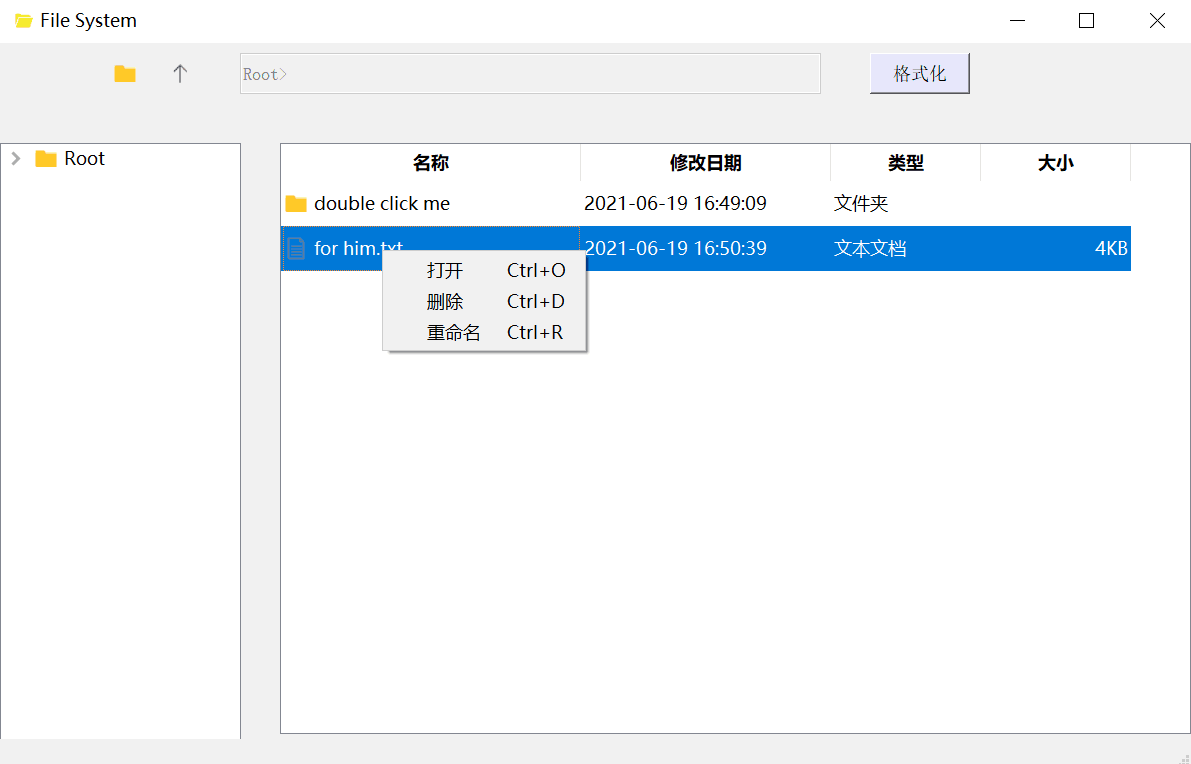 File System
Root>
格式化
Root
名称 修改日期 类型 大小
double click me 2021-06-19 16:49:09 文件夹
for him.txt 2021-06-19 16:50:39 文本文档 4KB
打开 Ctrl+O
删除 Ctrl+D
重命名 Ctrl+R